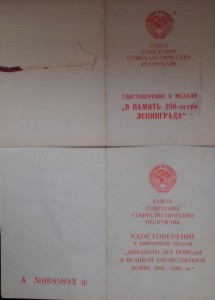 СОЮЗ
СОВЕТСКИХ
СОЦИАЛИСТИЧЕСКИХ
РЕСПУБЛИК
УДОСТОВЕРЕНИЕ К МЕДАЛИ
„В ПАМЯТЬ 250-летия
ЛЕНИНГРАДА"
СОЮЗ
СОВЕТСКИХ
СОЦИАЛИСТИЧЕСКИХ
РЕСПУБЛИК
УДОСТОВЕРЕНИЕ
к юбилейной медали
„ДВАДЦАТЬ ЛЕТ ПОБЕДЫ
В ВЕЛИКОЙ ОТЕЧЕСТВЕННОЙ
ВОЙНЕ 1941—1945 гг."
А №0689893 ✻